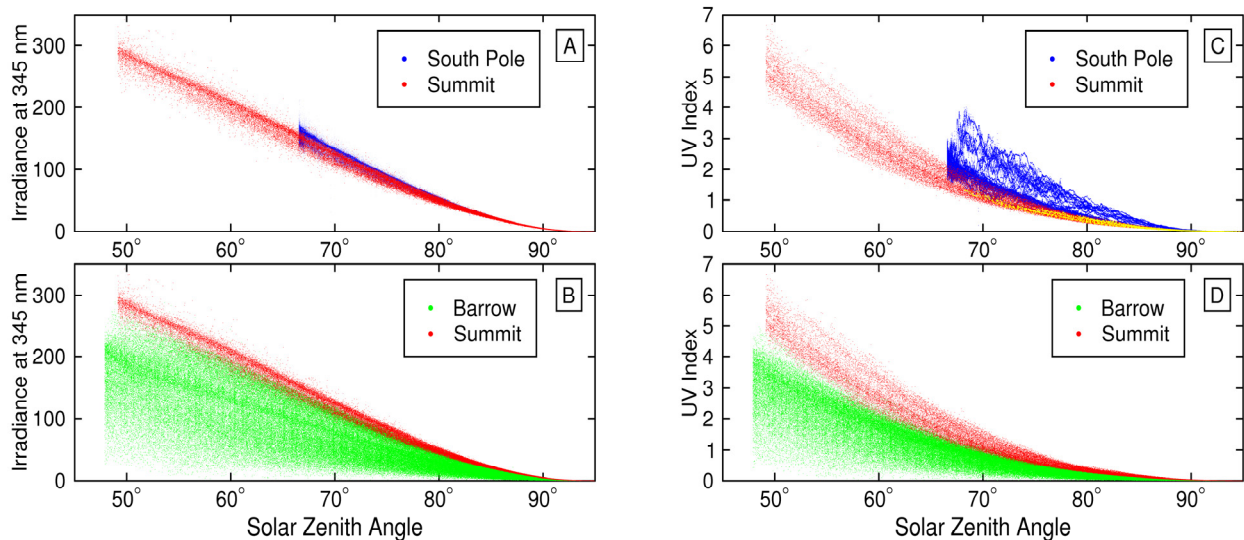 Irradiance at 345 nm
300
200
100
0
50° 60° 70° 80° 90°
A
South Pole
Summit
UV Index
7
6
5
4
3
2
1
0
50° 60° 70° 80° 90°
C
South Pole
Summit
Irradiance at 345 nm
300
200
100
0
50° 60° 70° 80° 90°
Solar Zenith Angle
B
Barrow
Summit
UV Index
7
6
5
4
3
2
1
0
50° 60° 70° 80° 90°
Solar Zenith Angle
D
Barrow
Summit